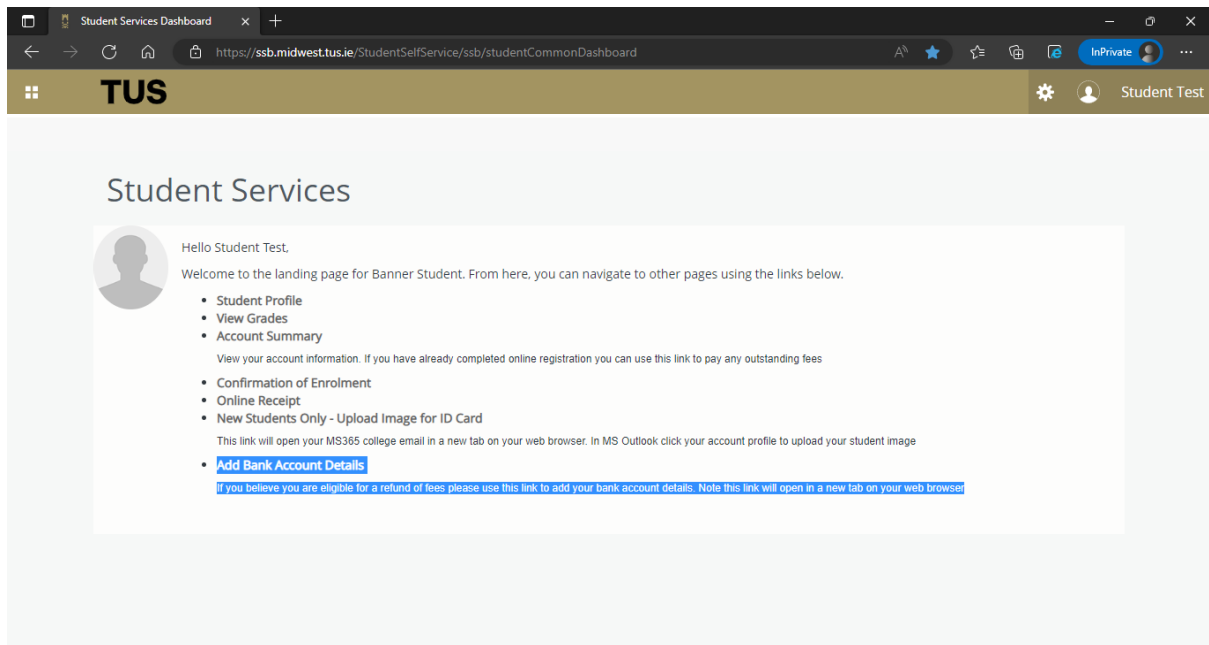 Student Services Dashboard
https://ssb.midwest.tus.ie/StudentSelfService/ssb/studentCommonDashboard
InPrivate
TUS
Student Test
Student Services
Hello Student Test,
Welcome to the landing page for Banner Student. From here, you can navigate to other pages using the links below.
• Student Profile
• View Grades
• Account Summary
View your account information. If you have already completed online registration you can use this link to pay any outstanding fees
• Confirmation of Enrolment
• Online Receipt
• New Students Only - Upload Image for ID Card
This link will open your MS365 college email in a new tab on your web browser. In MS Outlook click your account profile to upload your student image
• Add Bank Account Details
If you believe you are eligible for a refund of fees please use this link to add your bank account details. Note this link will open in a new tab on your web browser